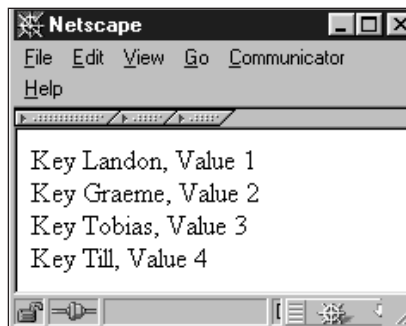 Netscape
File Edit View Go Communicator
Help
Key Landon, Value 1
Key Graeme, Value 2
Key Tobias, Value 3
Key Till, Value 4